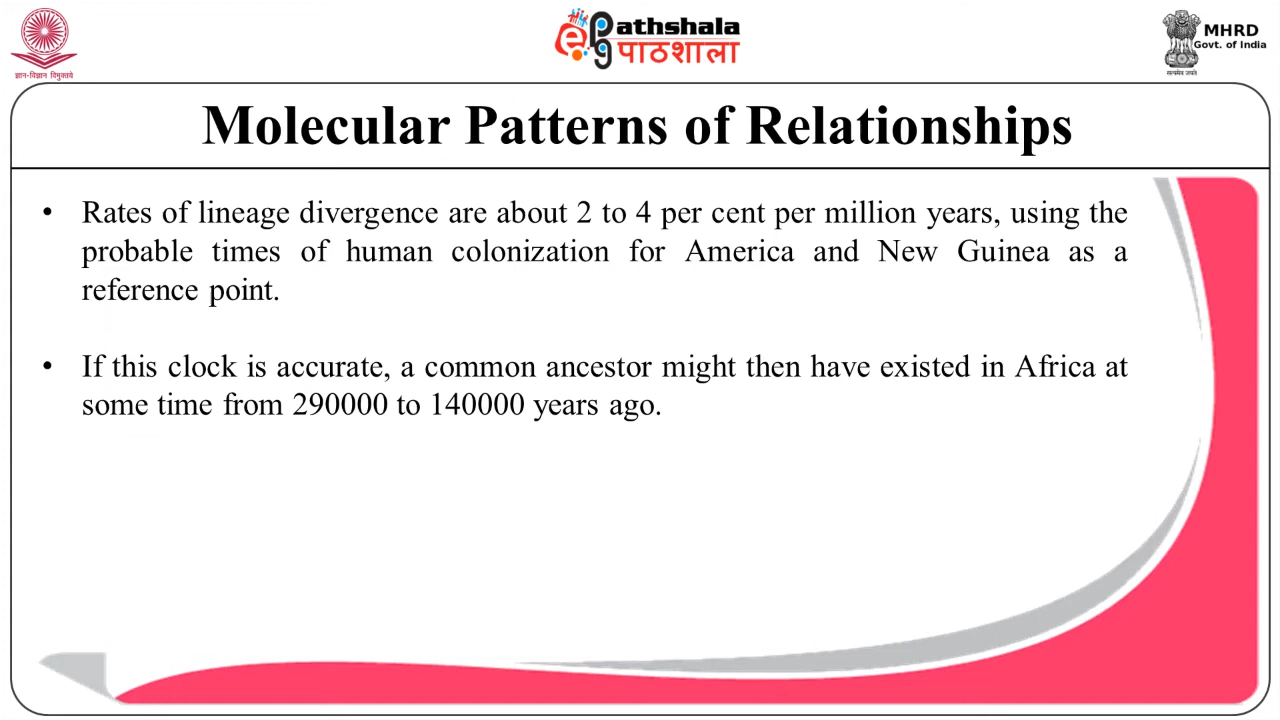 ज्ञान-विज्ञान विमुक्तये
ePathshala
पाठशाला
MHRD
Govt. of India
सत्यमेव जयते
Molecular Patterns of Relationships
• Rates of lineage divergence are about 2 to 4 per cent per million years, using the
probable times of human colonization for America and New Guinea as a
reference point.
• If this clock is accurate, a common ancestor might then have existed in Africa at
some time from 290000 to 140000 years ago.